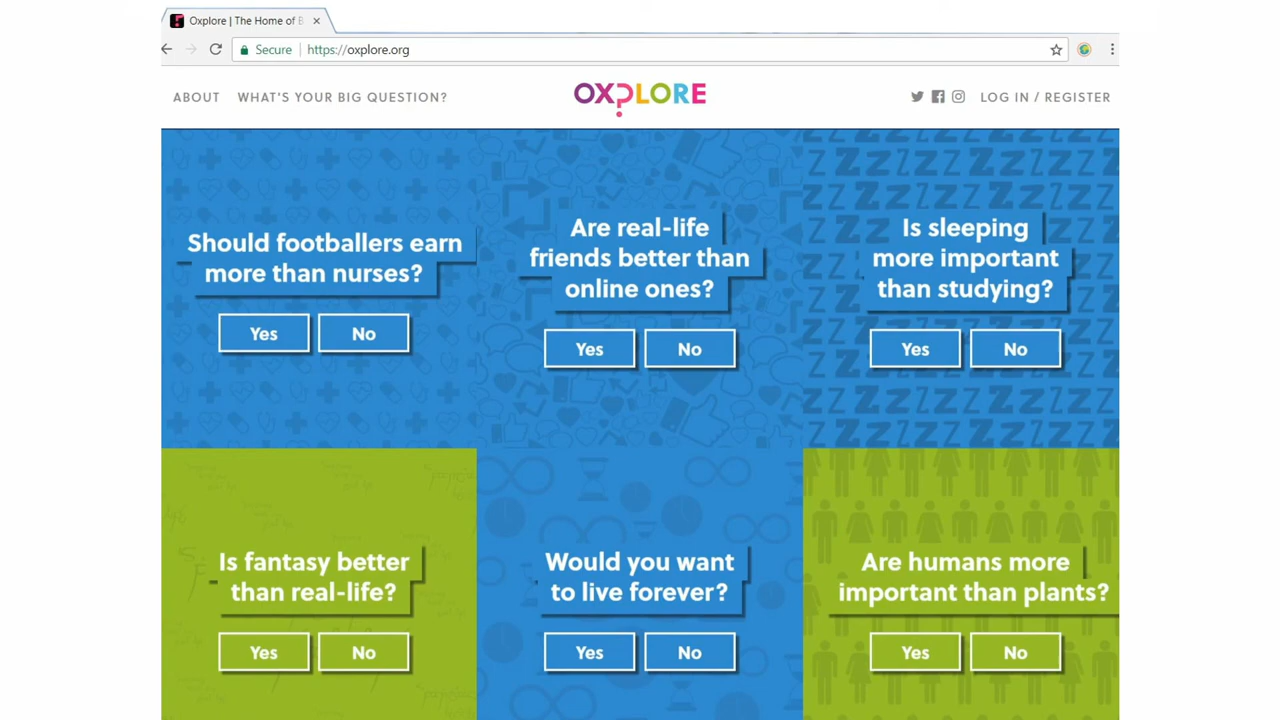 Oxplore | The Home of B
Secure
https://oxplore.org
ABOUT
WHAT'S YOUR BIG QUESTION?
OXPLORE
LOG IN / REGISTER
Should footballers earn
more than nurses?
Yes
No
Are real-life
friends better than
online ones?
Yes
No
Is sleeping
more important
than studying?
Yes
No
Is fantasy better
than real-life?
Yes
No
Would you want
to live forever?
Yes
No
Are humans more
important than plants?
Yes
No